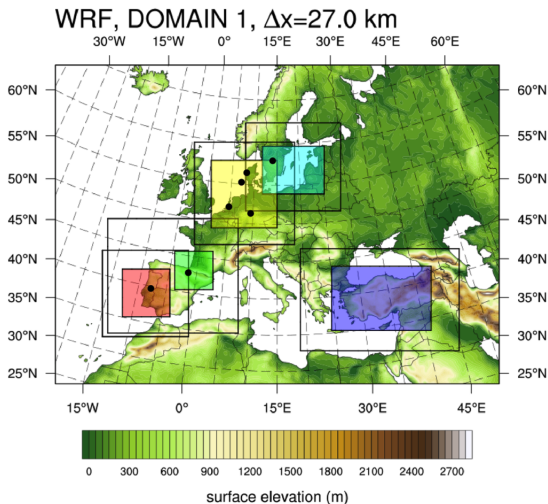 WRF, DOMAIN 1, Δx=27.0 km
30°W 15°W 0°E 15°E 30°E 45°E 60°E
60°N 60°N
55°N 55°N
50°N 50°N
45°N 45°N
40°N 40°N
35°N 35°N
30°N 30°N
25°N 25°N
15°W 0°E 15°E 30°E 45°E
0 300 600 900 1200 1500 1800 2100 2400 2700
surface elevation (m)